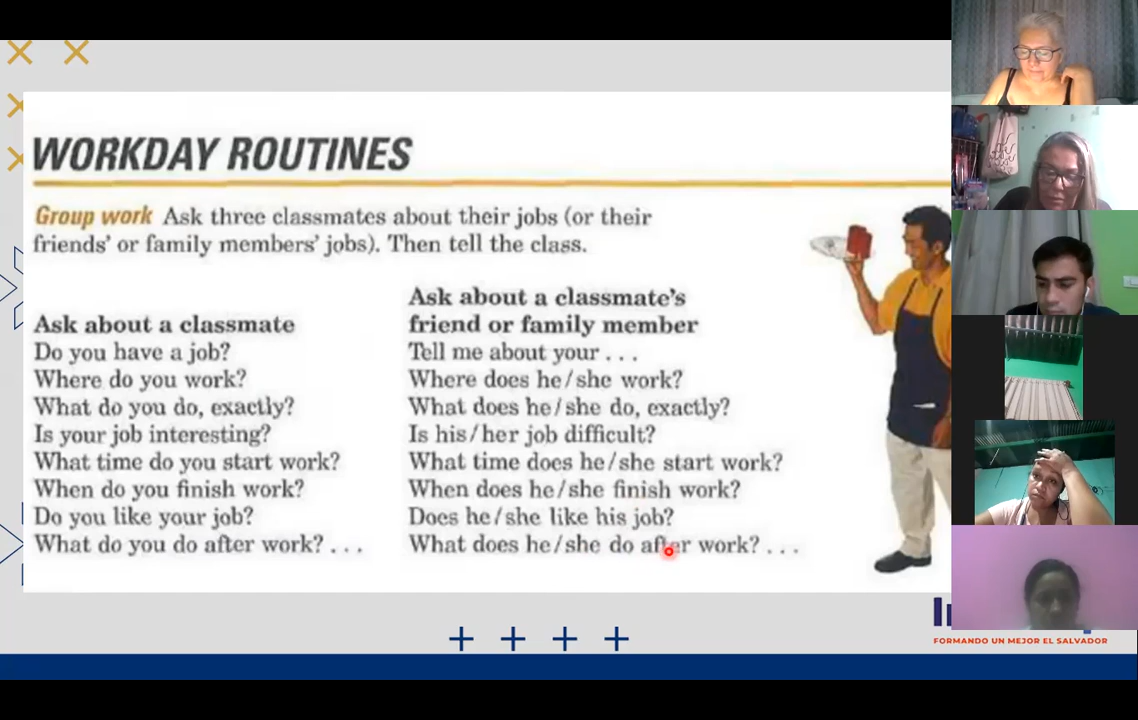 WORKDAY ROUTINES
Group work Ask three classmates about their jobs (or their
friends' or family members' jobs). Then tell the class.
Ask about a classmate
Do you have a job?
Where do you work?
What do you do, exactly?
Is your job interesting?
What time do you start work?
When do you finish work?
Do you like your job?
What do you do after work? . . .
Ask about a classmate's
friend or family member
Tell me about your . . .
Where does he/she work?
What does he/she do, exactly?
Is his/her job difficult?
What time does he/she start work?
When does he/she finish work?
Does he/she like his job?
What does he/she do after work? . . .
FORMANDO UN MEJOR EL SALVADOR